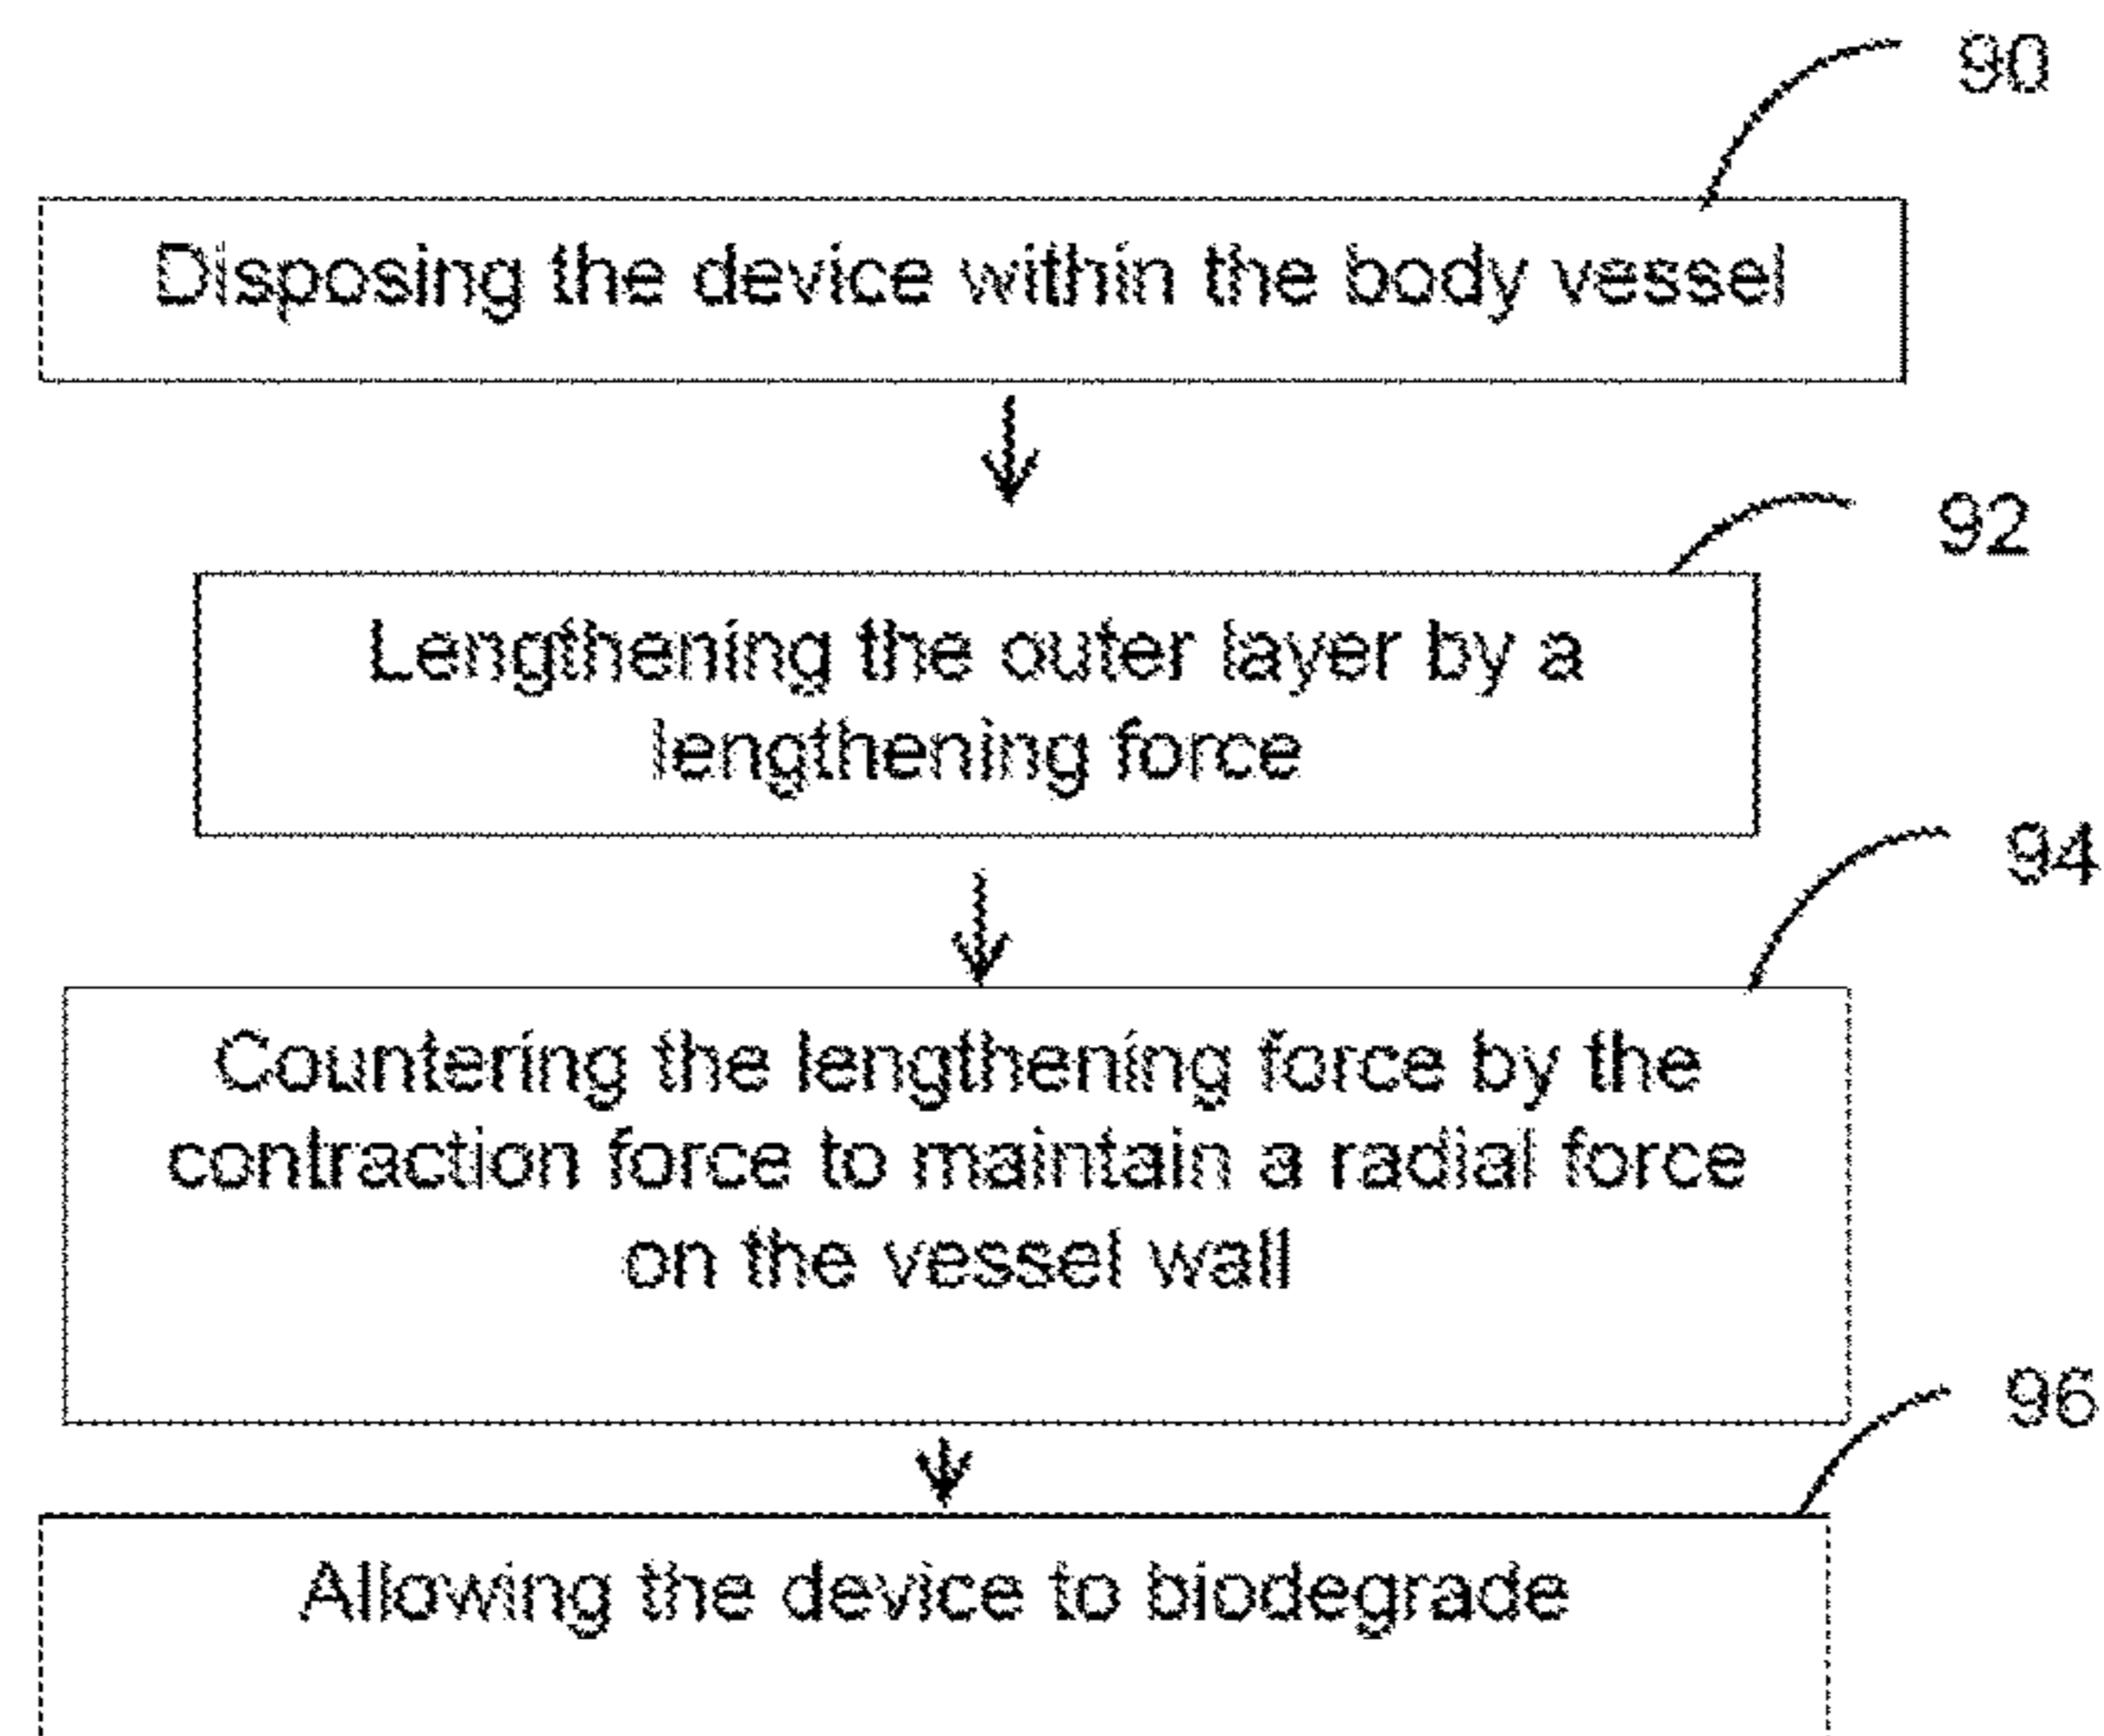 90
Disposing the device within the body vessel
92
Lengthening the outer layer by a
lengthening force
94
Countering the lengthening force by the
contraction force to maintain a radial force
on the vessel wall
96
Allowing the device to biodegrade